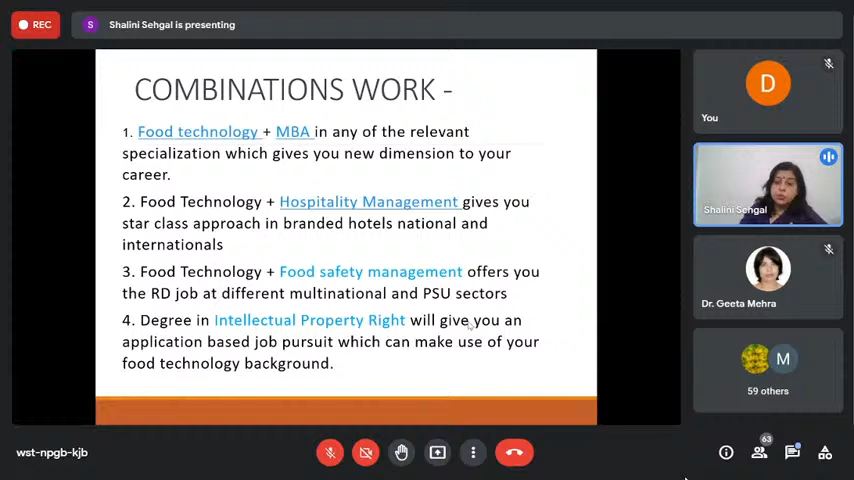 REC
S Shalini Sehgal is presenting
COMBINATIONS WORK -
1. Food technology + MBA in any of the relevant
specialization which gives you new dimension to your
career.
2. Food Technology + Hospitality Management gives you
star class approach in branded hotels national and
internationals
3. Food Technology + Food safety management offers you
the RD job at different multinational and PSU sectors
4. Degree in Intellectual Property Right will give you an
application based job pursuit which can make use of your
food technology background.
D
You
Shalini Sehgal
Dr. Geeta Mehra
M
59 others
wst-npgb-kjb
63